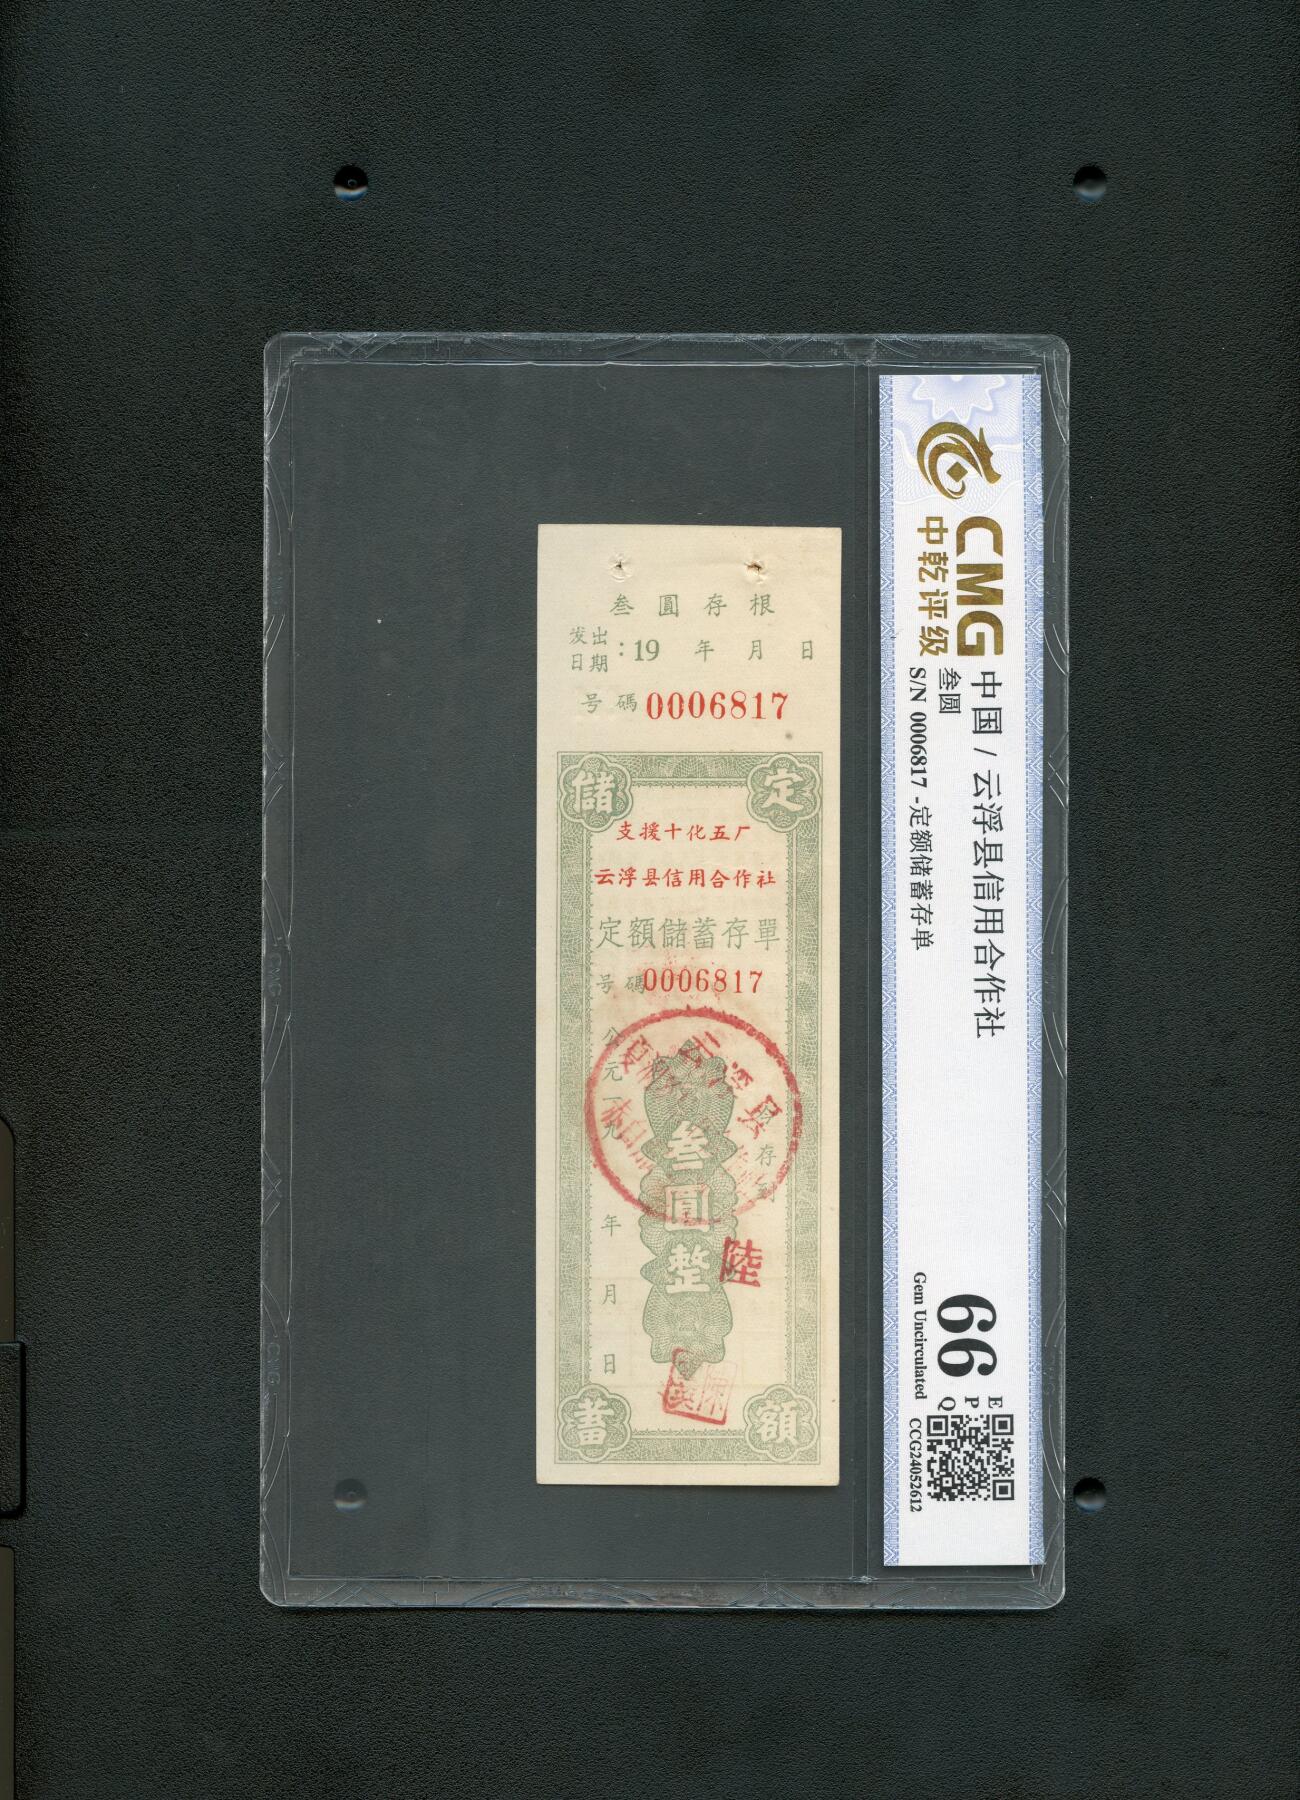 叁圓存根
发出日期：19 年 月 日
号碼 0006817
儲 定
支援十化五厂
云浮县信用合作社
定額儲蓄存單
号碼 0006817
公元一九 年 月 日
存
叁圓整
陸
蓄 額
CMG
中乾评级
中国 / 云浮县信用合作社
叁圆
S/N 0006817 -定额储蓄存单
66
EPQ
Gem Uncirculated
CCG24052612